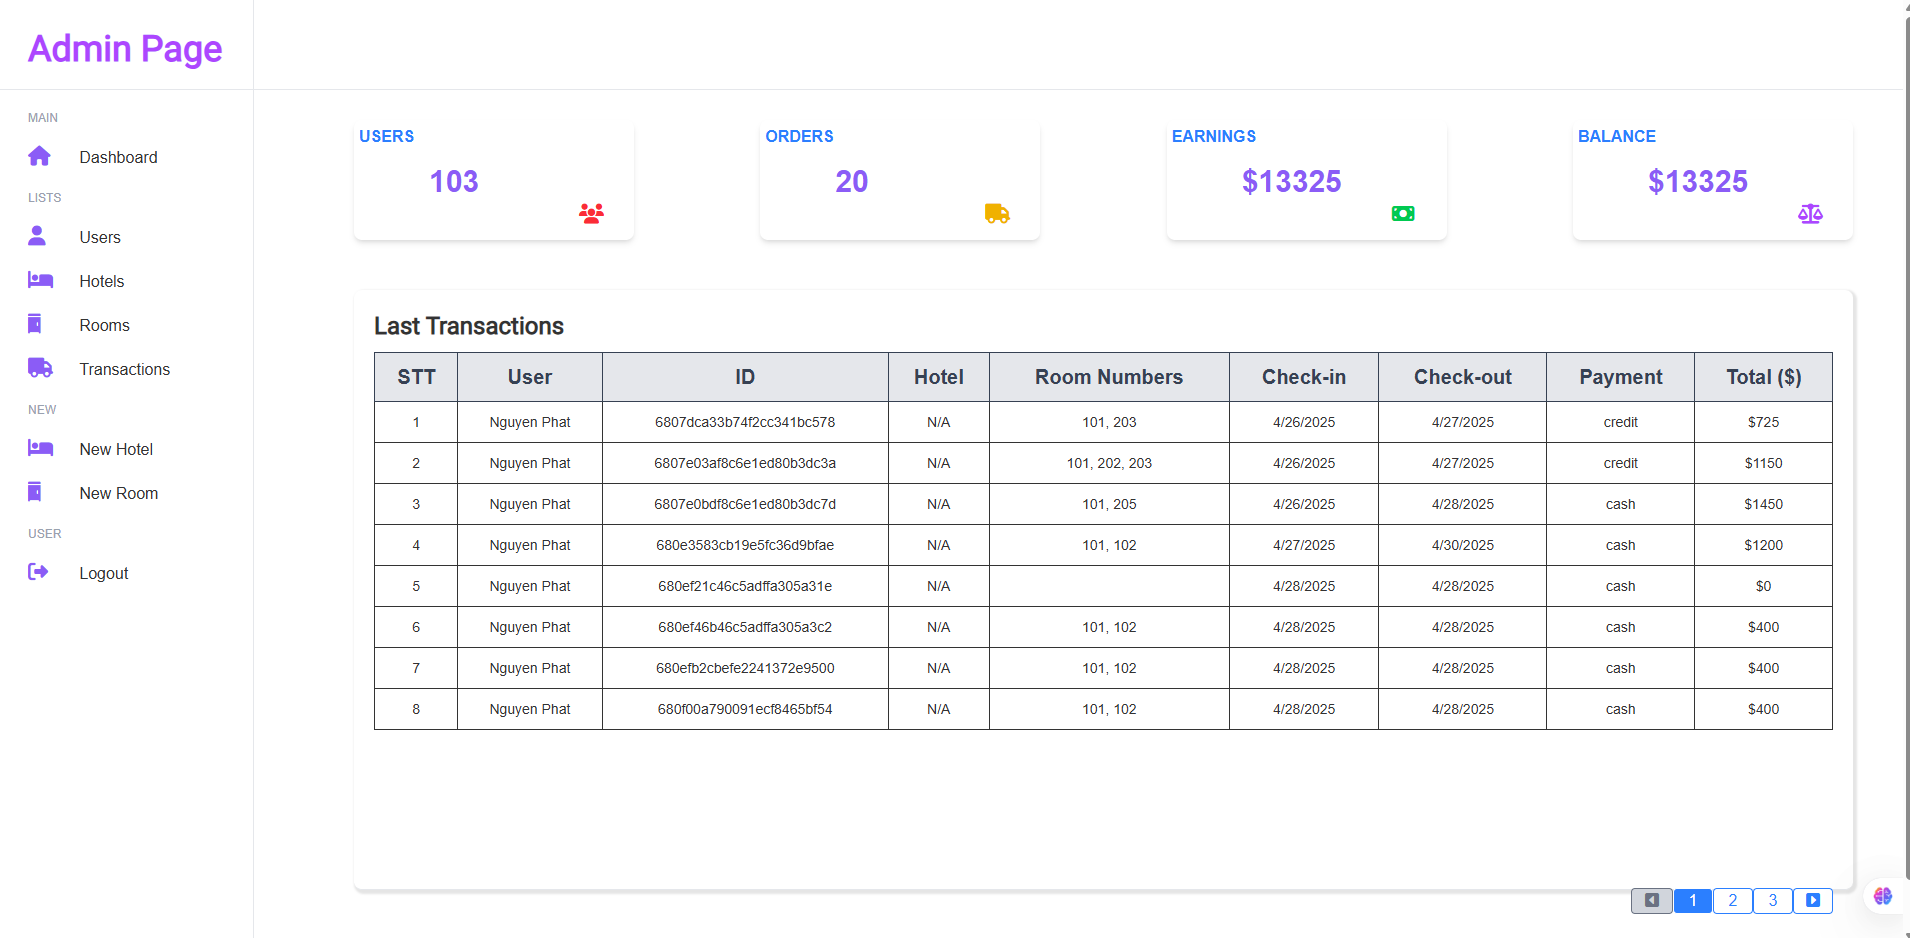 Admin Page
MAIN
Dashboard
LISTS
Users
Hotels
Rooms
Transactions
NEW
New Hotel
New Room
USER
Logout
USERS
103
ORDERS
20
EARNINGS
$13325
BALANCE
$13325
Last Transactions
STT User ID Hotel Room Numbers Check-in Check-out Payment Total ($)
1 Nguyen Phat 6807dca33b74f2cc341bc578 N/A 101, 203 4/26/2025 4/27/2025 credit $725
2 Nguyen Phat 6807e03af8c6e1ed80b3dc3a N/A 101, 202, 203 4/26/2025 4/27/2025 credit $1150
3 Nguyen Phat 6807e0bdf8c6e1ed80b3dc7d N/A 101, 205 4/26/2025 4/28/2025 cash $1450
4 Nguyen Phat 680e3583cb19e5fc36d9bfae N/A 101, 102 4/27/2025 4/30/2025 cash $1200
5 Nguyen Phat 680ef21c46c5adffa305a31e N/A 4/28/2025 4/28/2025 cash $0
6 Nguyen Phat 680ef46b46c5adffa305a3c2 N/A 101, 102 4/28/2025 4/28/2025 cash $400
7 Nguyen Phat 680efb2cbefe2241372e9500 N/A 101, 102 4/28/2025 4/28/2025 cash $400
8 Nguyen Phat 680f00a790091ecf8465bf54 N/A 101, 102 4/28/2025 4/28/2025 cash $400
1 2 3